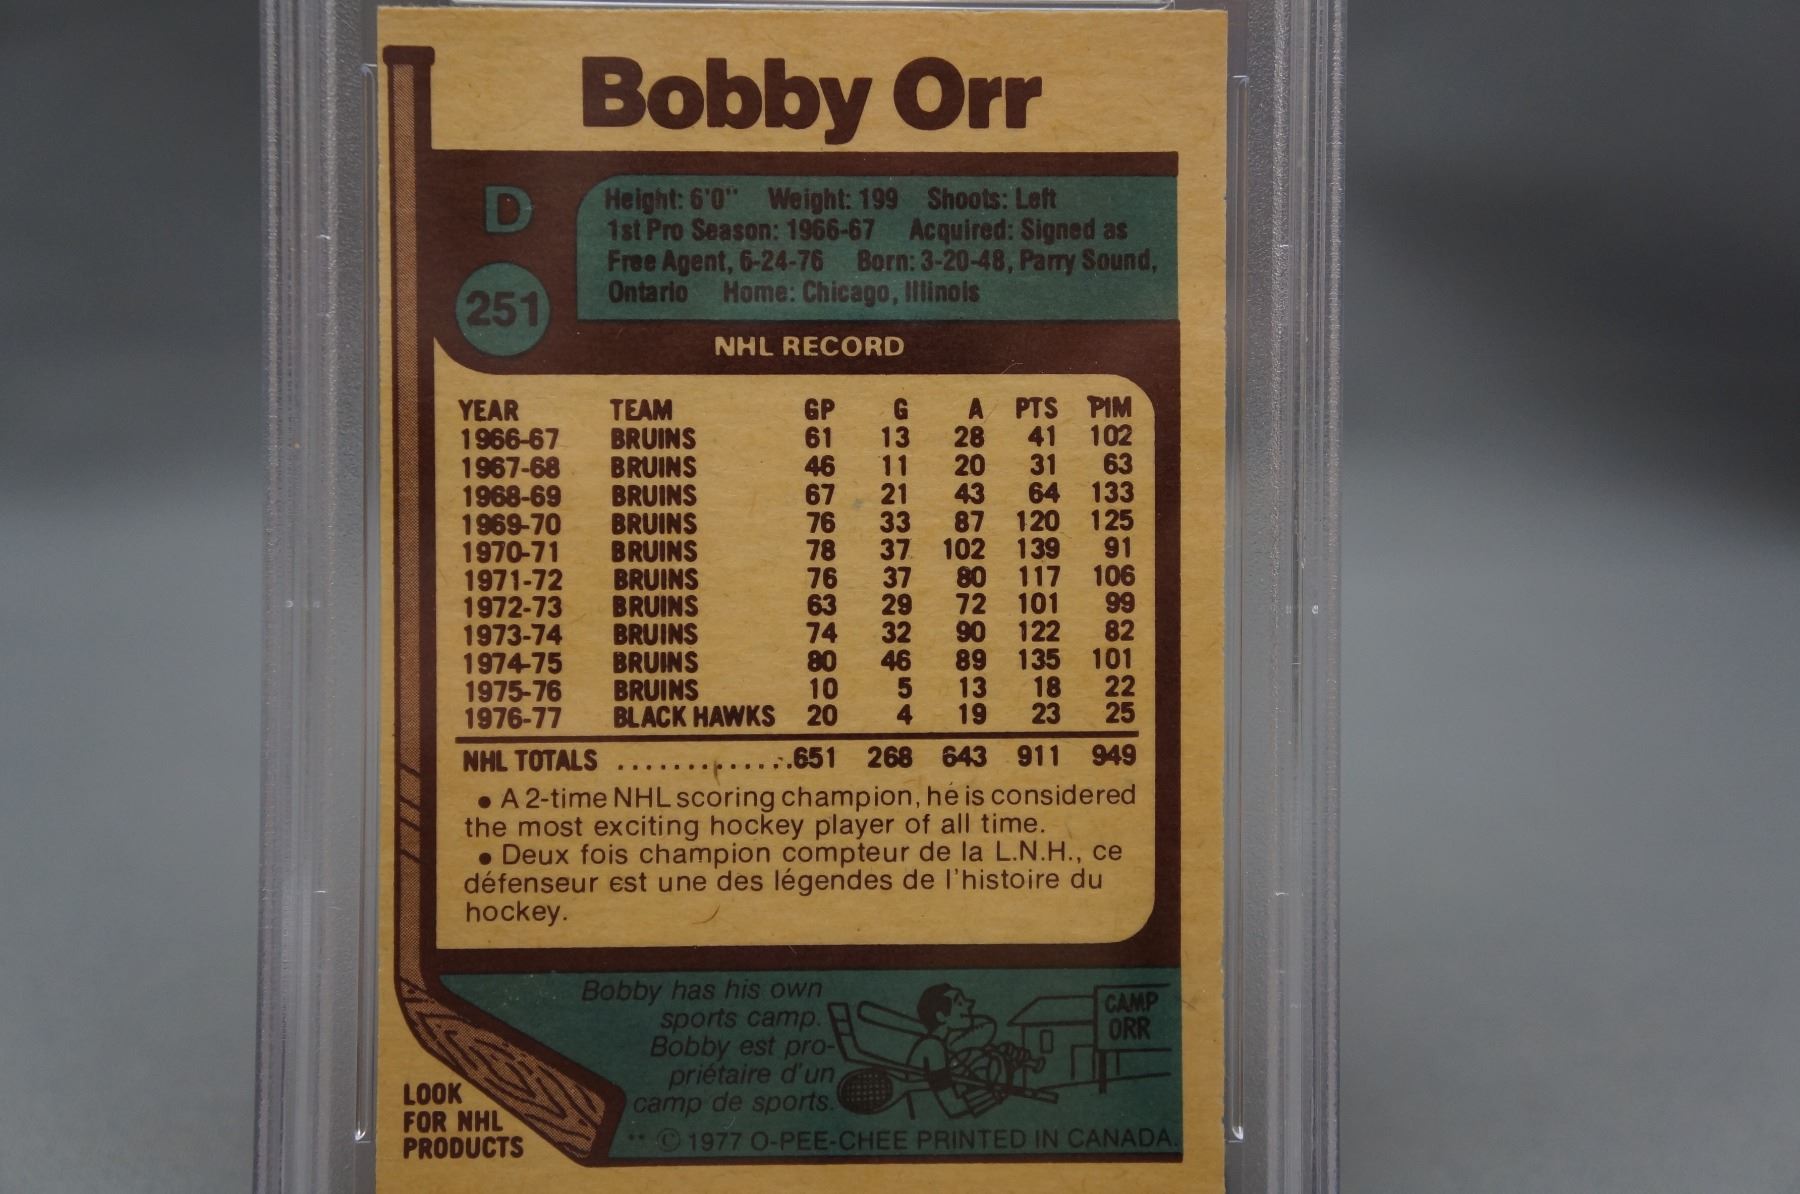 Bobby Orr
D
251
Height: 6'0" Weight: 199 Shoots: Left
1st Pro Season: 1966-67 Acquired: Signed as
Free Agent, 6-24-76 Born: 3-20-48, Parry Sound,
Ontario Home: Chicago, Illinois
NHL RECORD
YEAR TEAM GP G A PTS PIM
1966-67 BRUINS 61 13 28 41 102
1967-68 BRUINS 46 11 20 31 63
1968-69 BRUINS 67 21 43 64 133
1969-70 BRUINS 76 33 87 120 125
1970-71 BRUINS 78 37 102 139 91
1971-72 BRUINS 76 37 80 117 106
1972-73 BRUINS 63 29 72 101 99
1973-74 BRUINS 74 32 90 122 82
1974-75 BRUINS 80 46 89 135 101
1975-76 BRUINS 10 5 13 18 22
1976-77 BLACK HAWKS 20 4 19 23 25
NHL TOTALS ..............651 268 643 911 949
• A 2-time NHL scoring champion, he is considered
the most exciting hockey player of all time.
• Deux fois champion compteur de la L.N.H., ce
défenseur est une des légendes de l'histoire du
hockey.
Bobby has his own
sports camp.
Bobby est pro-
priétaire d'un
camp de sports.
CAMP
ORR
LOOK
FOR NHL
PRODUCTS
** © 1977 O-PEE-CHEE PRINTED IN CANADA.